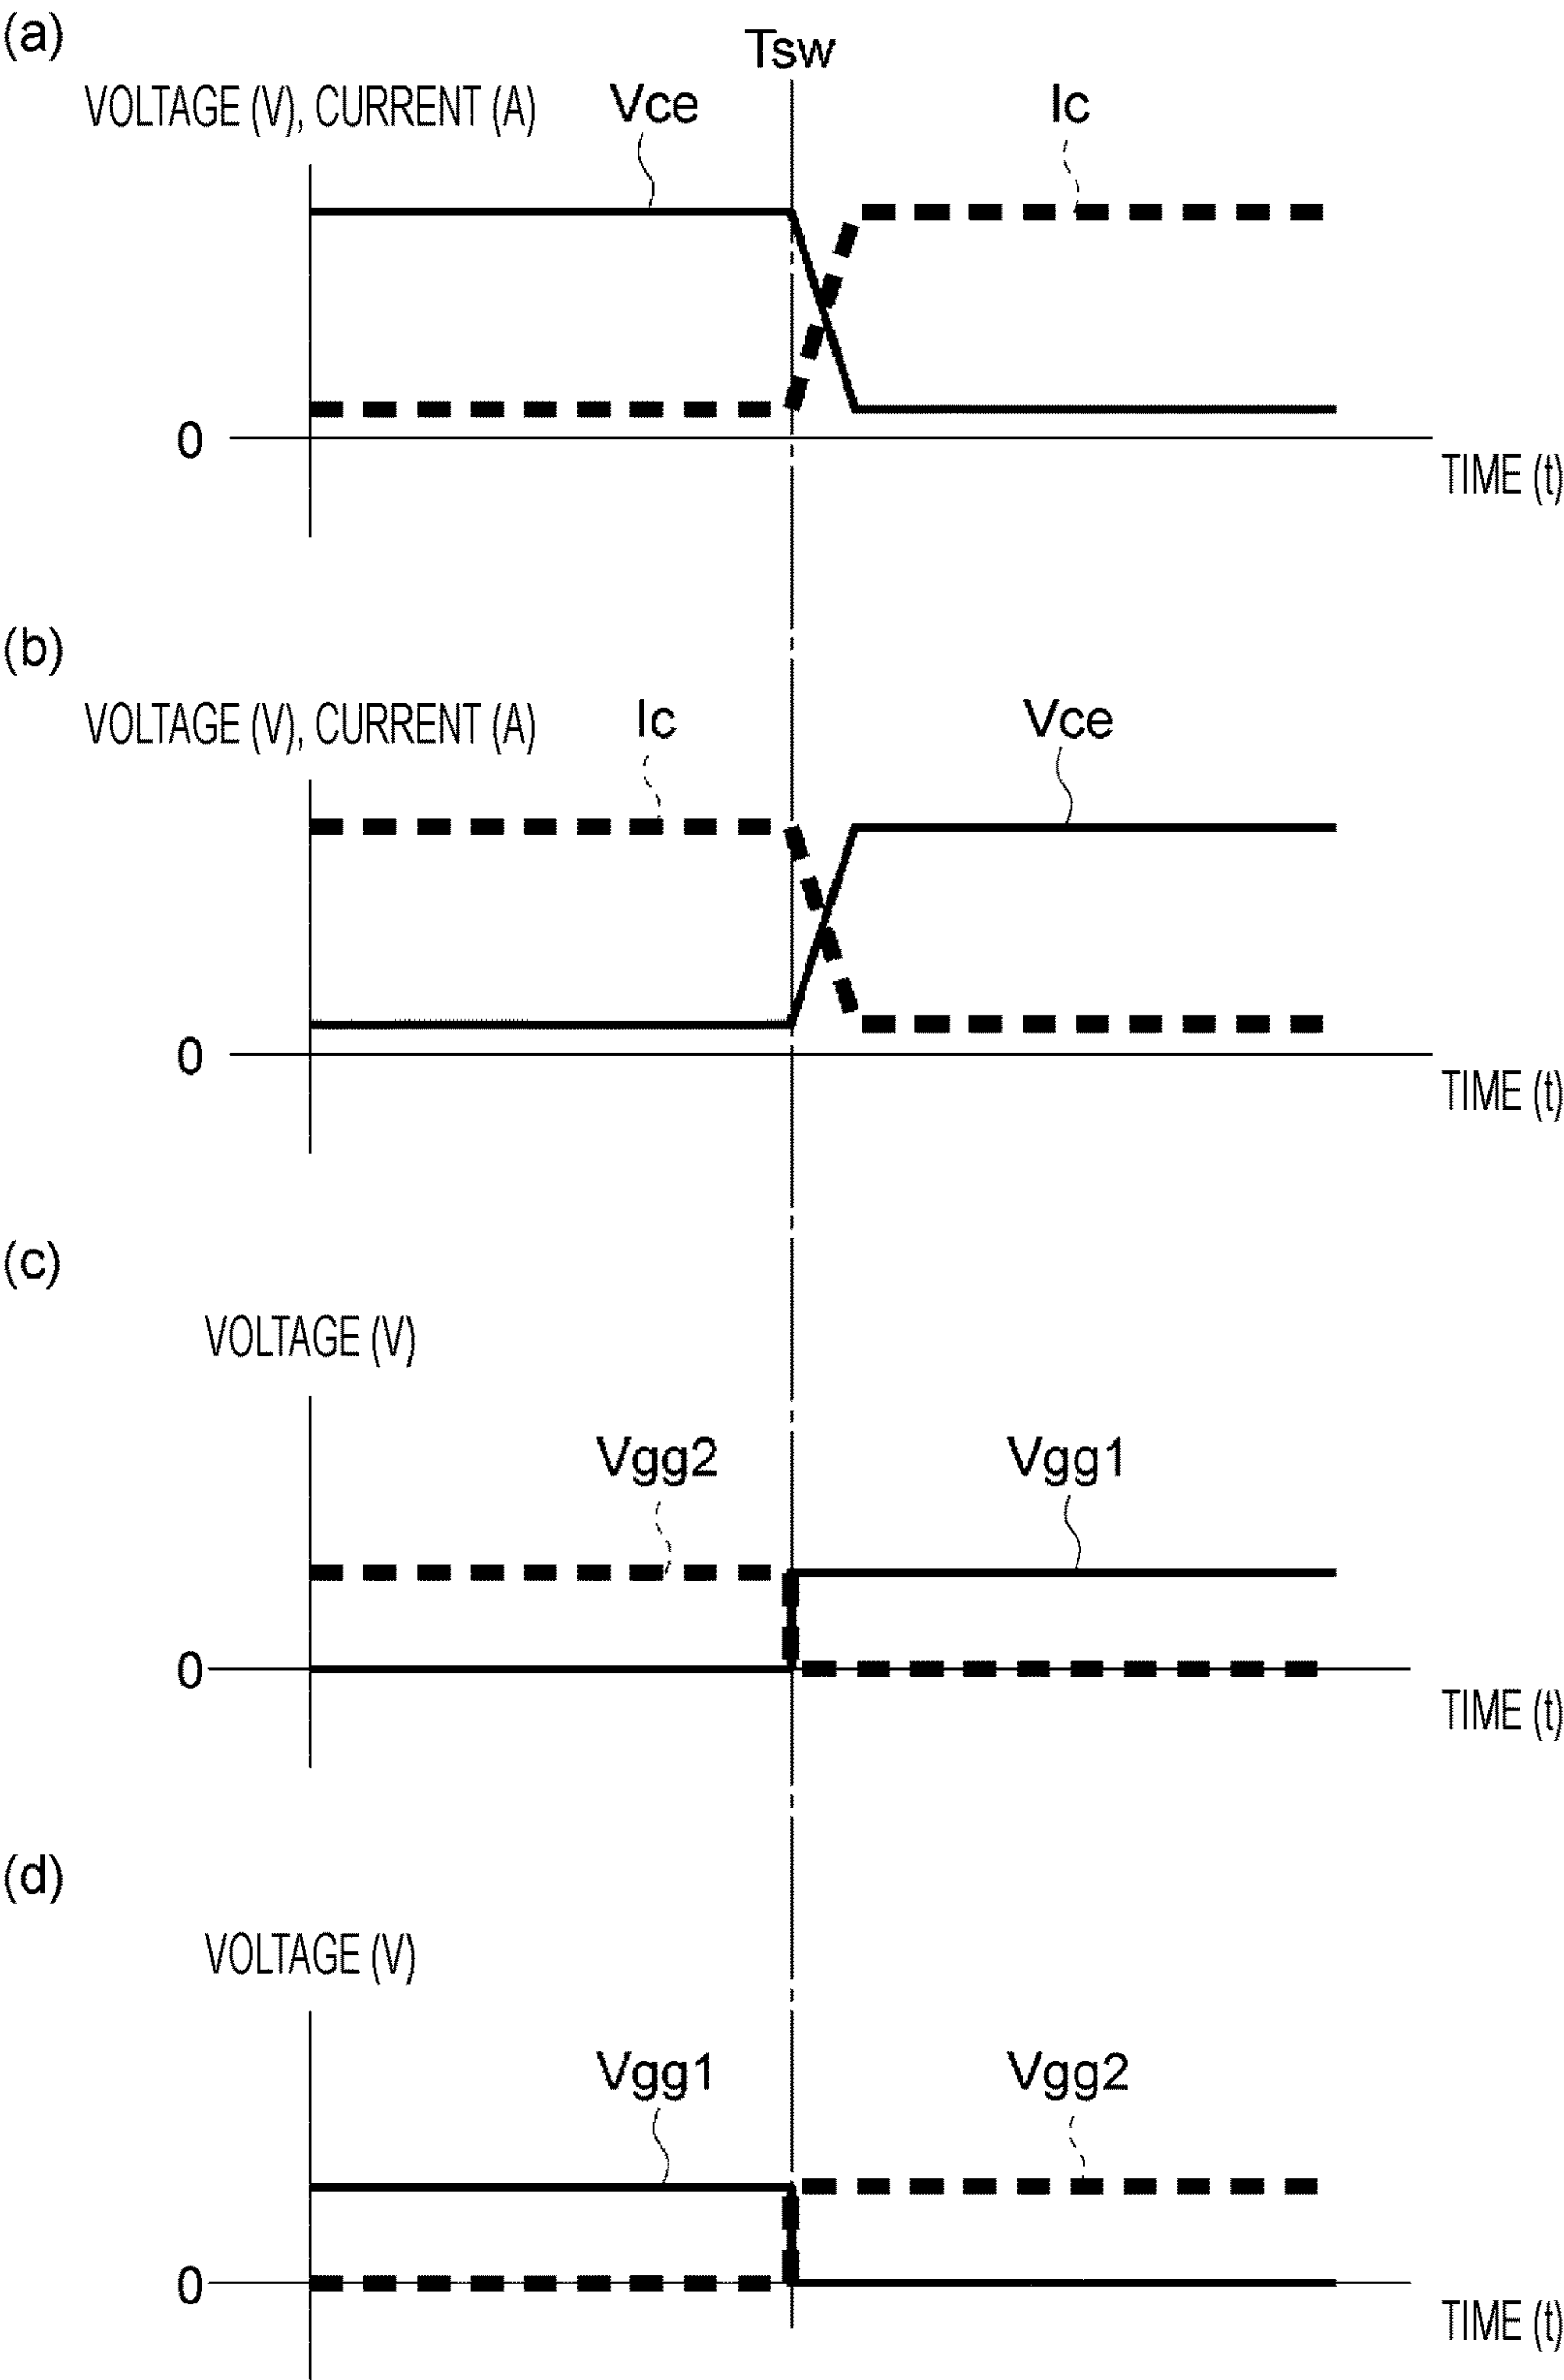 (a)
Tsw
VOLTAGE (V), CURRENT (A)
Vce
Ic
0
TIME (t)
(b)
VOLTAGE (V), CURRENT (A)
Ic
Vce
0
TIME (t)
(c)
VOLTAGE (V)
Vgg2
Vgg1
0
TIME (t)
(d)
VOLTAGE (V)
Vgg1
Vgg2
0
TIME (t)